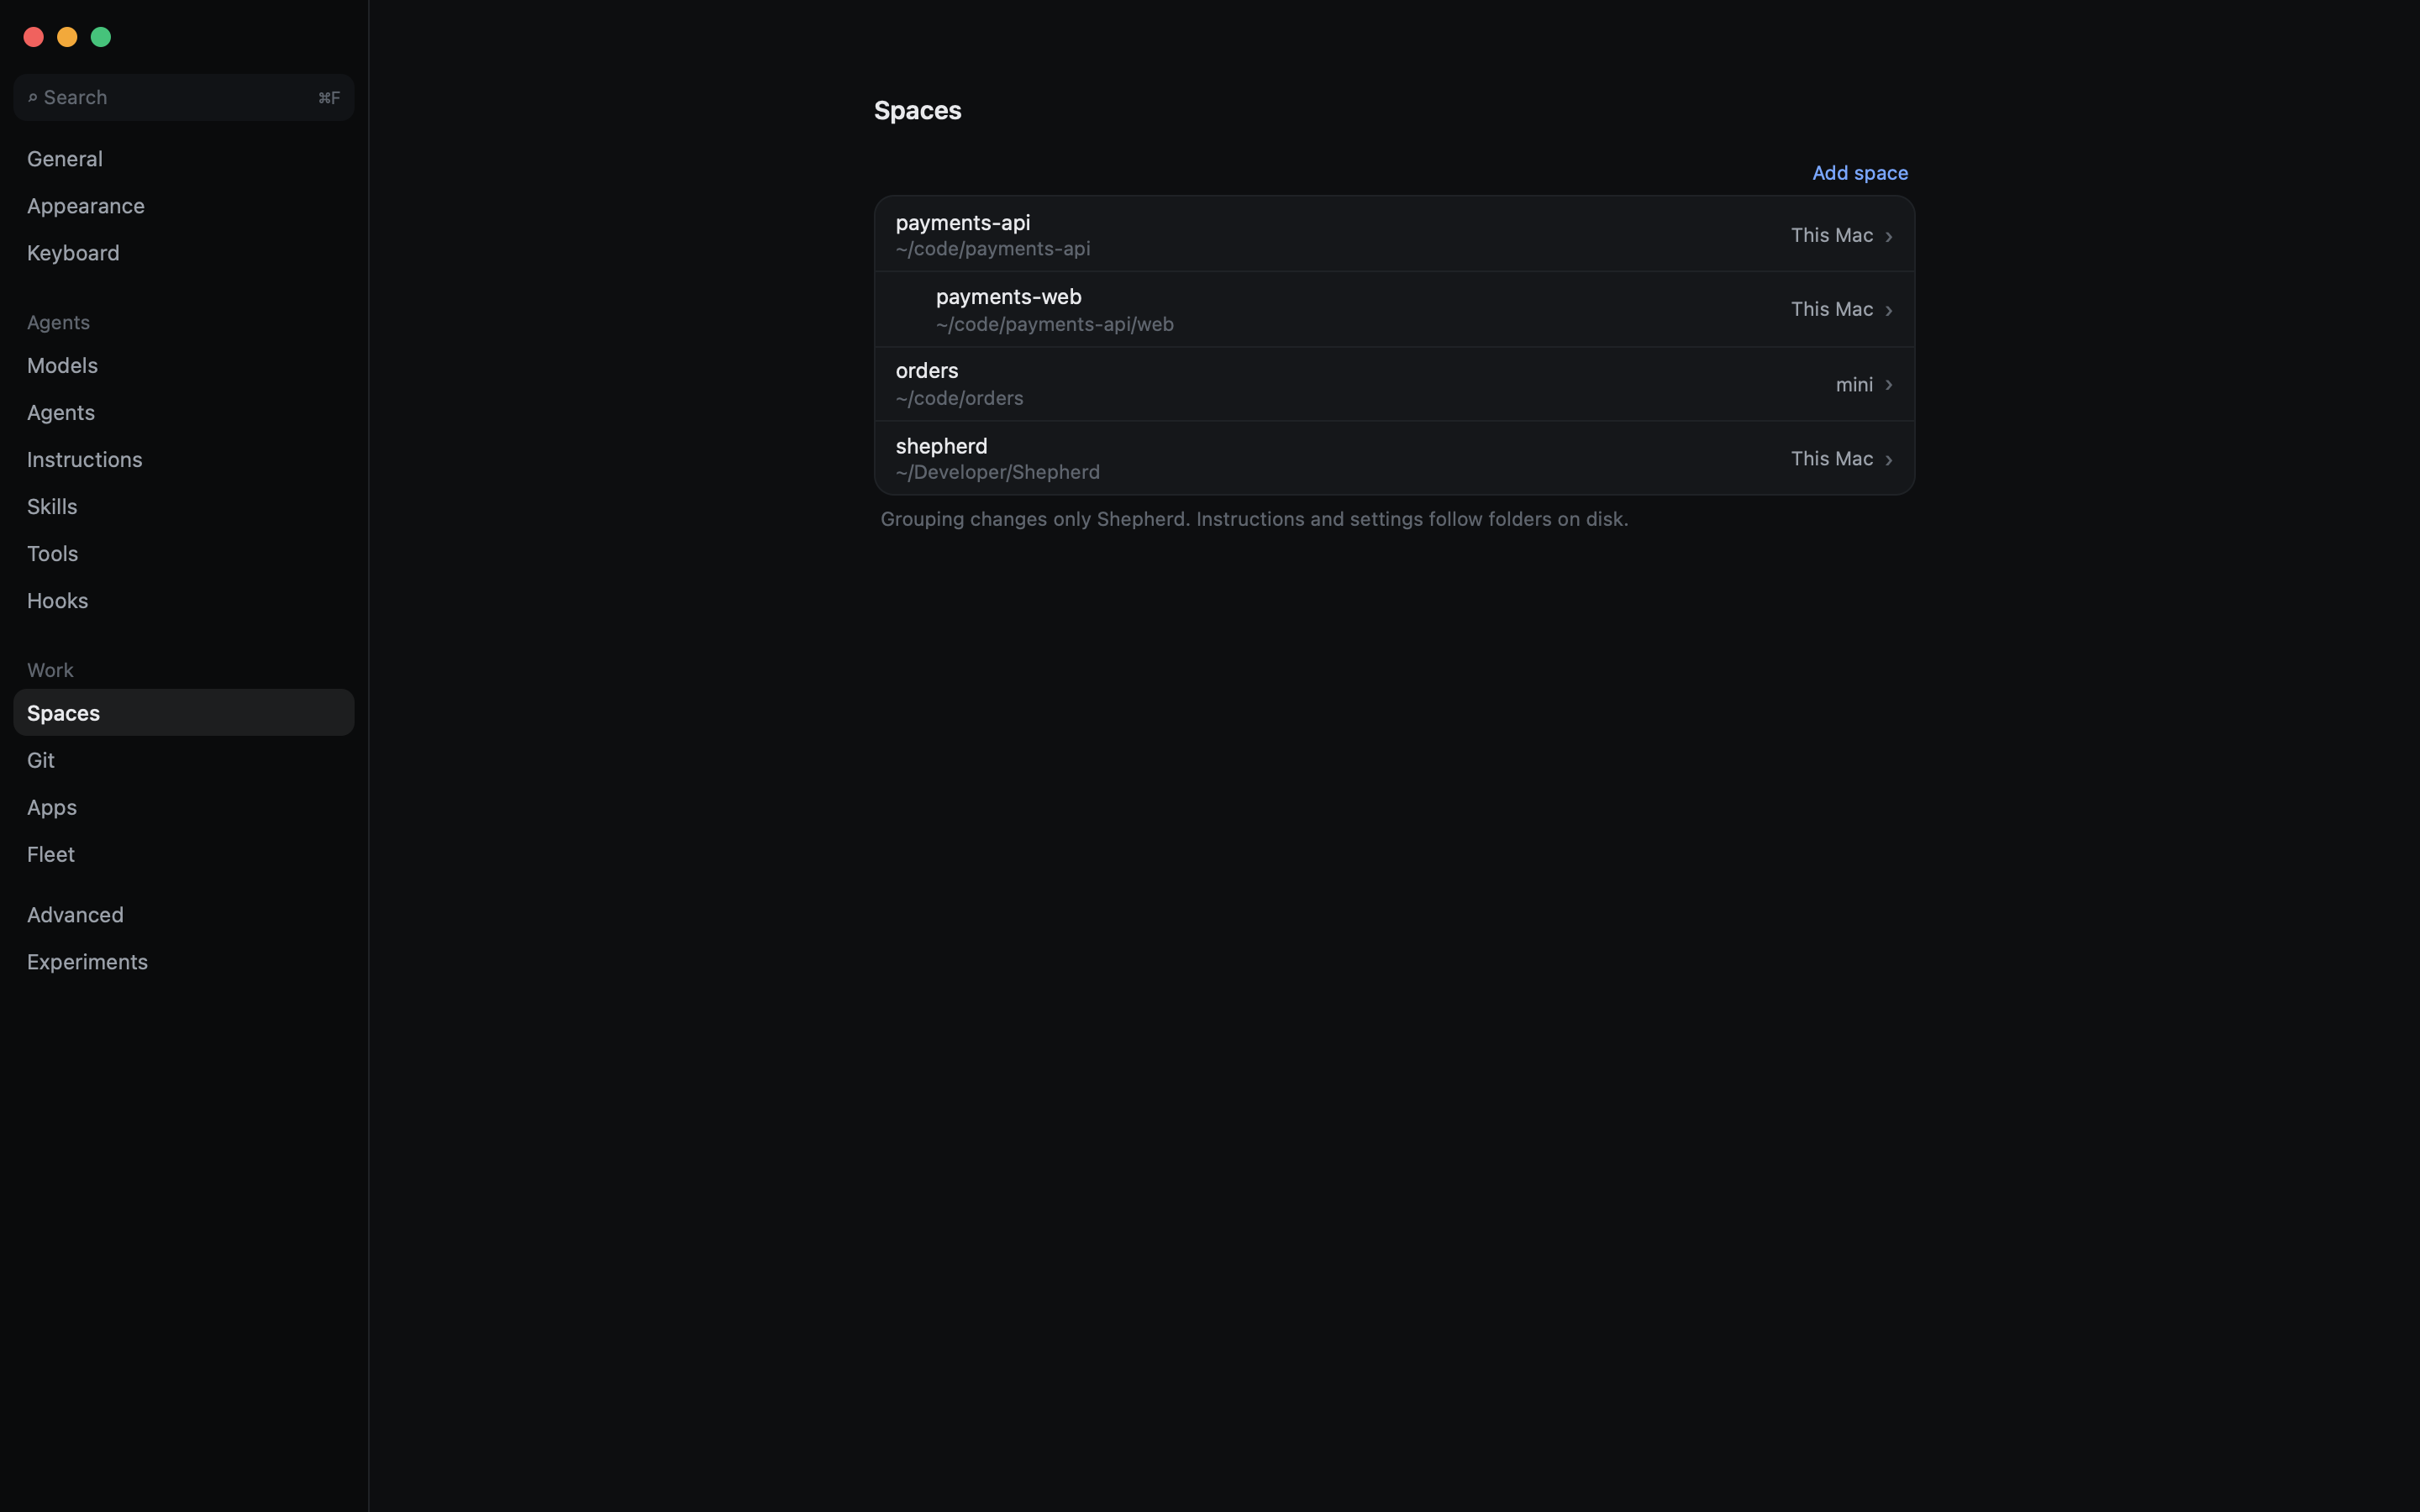 Search ⌘F
General
Appearance
Keyboard
Agents
Models
Agents
Instructions
Skills
Tools
Hooks
Work
Spaces
Git
Apps
Fleet
Advanced
Experiments
Spaces
Add space
payments-api
~/code/payments-api
This Mac
payments-web
~/code/payments-api/web
This Mac
orders
~/code/orders
mini
shepherd
~/Developer/Shepherd
This Mac
Grouping changes only Shepherd. Instructions and settings follow folders on disk.